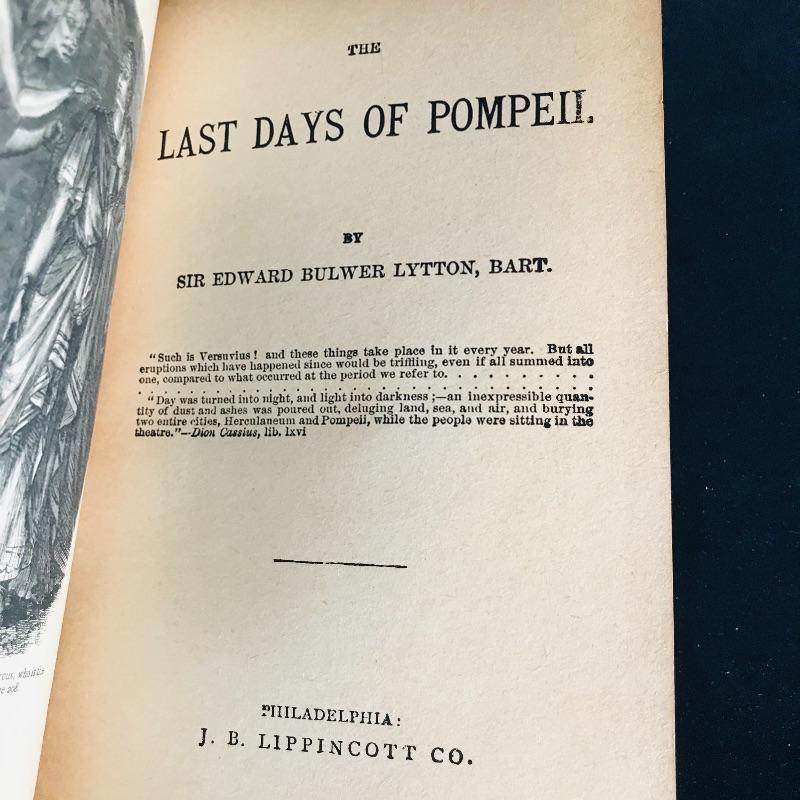 THE
LAST DAYS OF POMPEII.
BY
SIR EDWARD BULWER LYTTON, BART.
"Such is Versuvius! and these things take place in it every year. But all
eruptions which have happened since would be trifling, even if all summed into
one, compared to what occurred at the period we refer to. . . . . . . . .
"Day was turned into night, and light into darkness;—an inexpressible quan-
tity of dust and ashes was poured out, deluging land, sea, and air, and burying
two entire cities, Herculaneum and Pompeii, while the people were sitting in the
theatre."—Dion Cassius, lib. lxvi
PHILADELPHIA:
J. B. LIPPINCOTT CO.